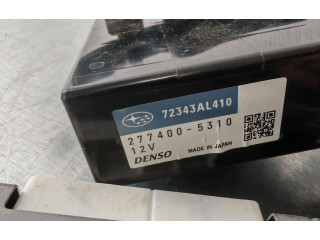 72343AL410
277400-5310
12V
DENSO MADE IN JAPAN